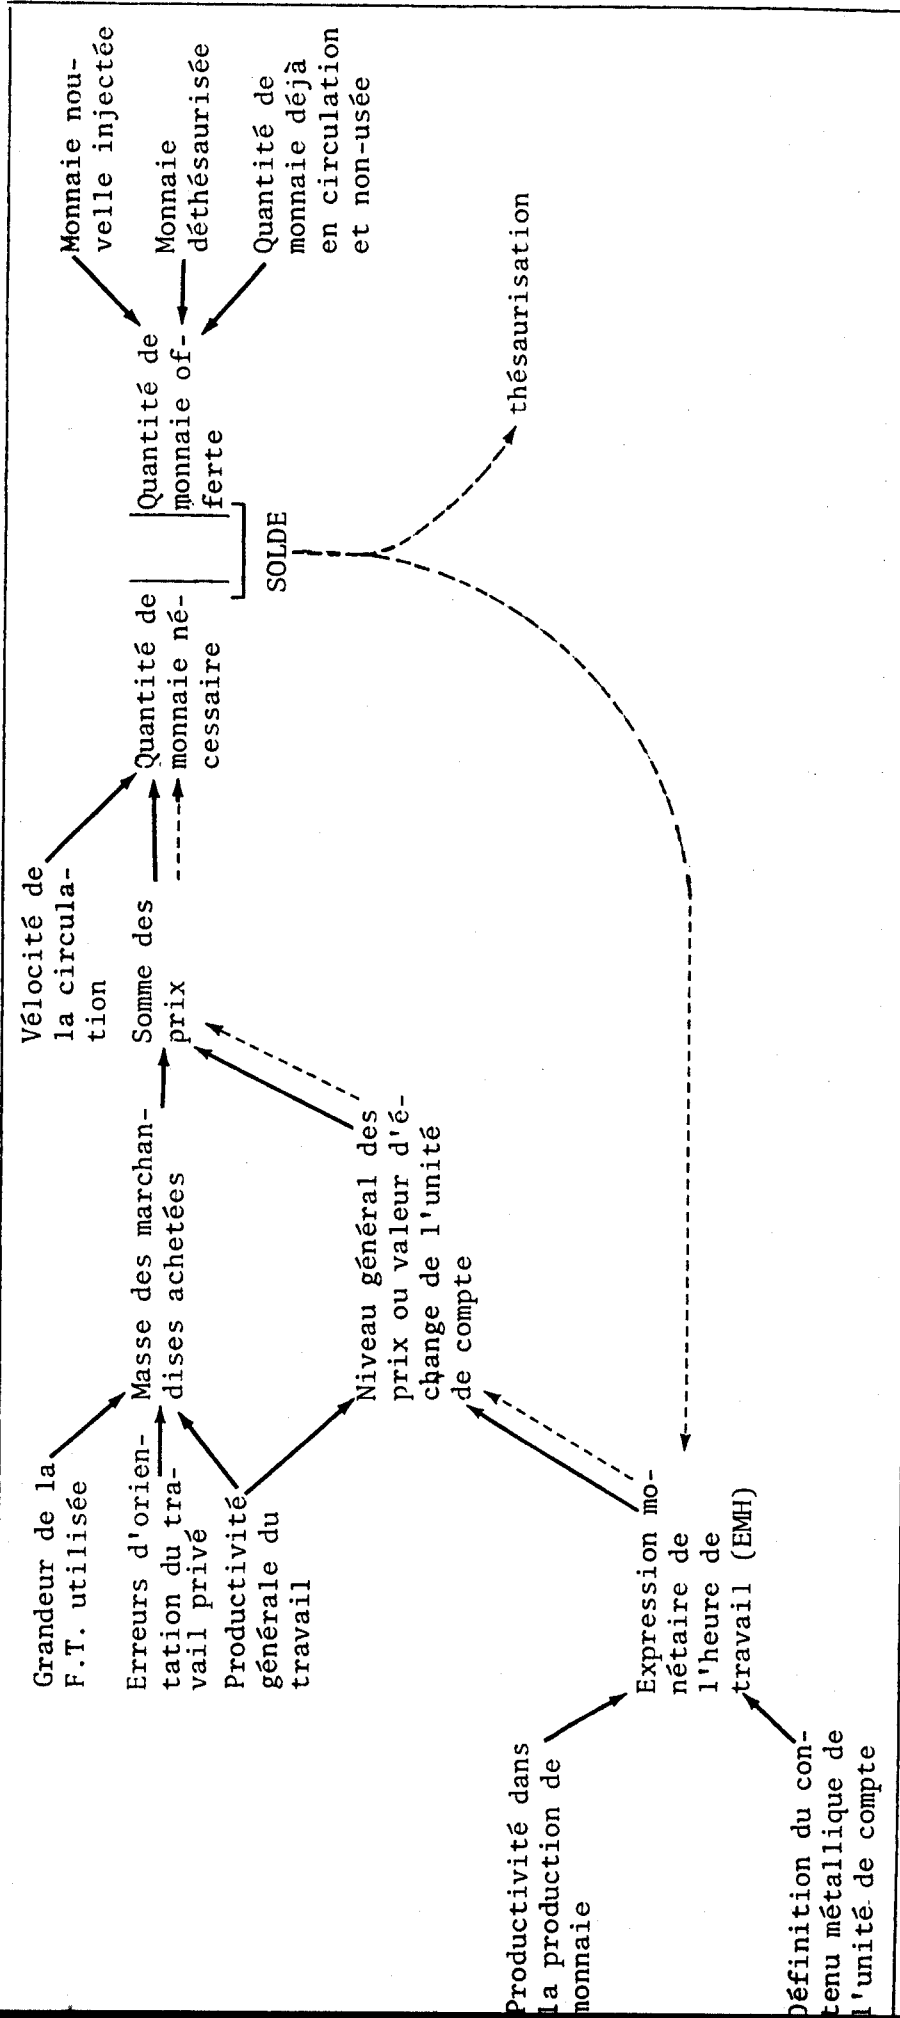 Productivité dans
la production de
monnaie
Définition du con-
tenu métallique de
l'unité de compte
Grandeur de la
F.T. utilisée
Erreurs d'orien-
tation du tra-
vail privé
Productivité
générale du
travail
Expression mo-
nétaire de
l'heure de
travail (EMH)
Masse des marchan-
dises achetées
Niveau général des
prix ou valeur d'é-
change de l'unité
de compte
Vélocité de
la circula-
tion
Somme des
prix
Quantité de
monnaie né-
cessaire
SOLDE
Quantité de
monnaie of-
ferte
thésaurisation
Monnaie nou-
velle injectée
Monnaie
déthésaurisée
Quantité de
monnaie déjà
en circulation
et non-usée